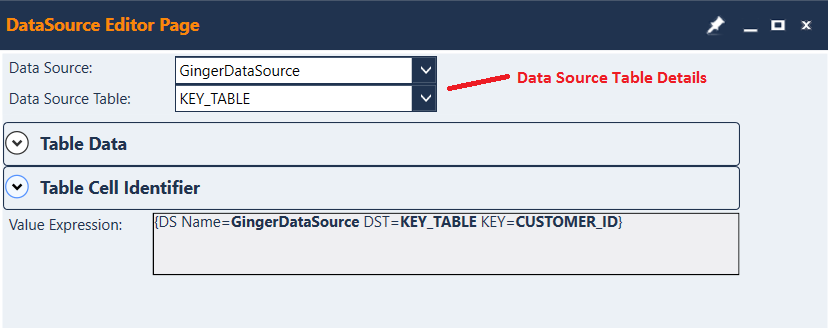 DataSource Editor Page
Data Source:
GingerDataSource
Data Source Table Details
Data Source Table:
KEY_TABLE
Table Data
Table Cell Identifier
Value Expression:
{DS Name=GingerDataSource DST=KEY_TABLE KEY=CUSTOMER_ID}